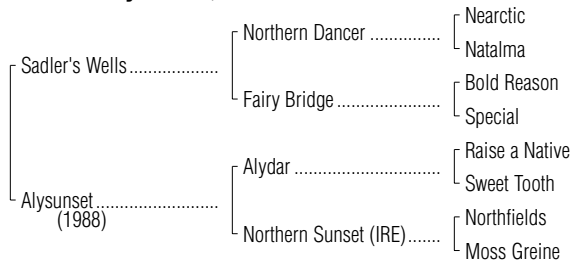 Nearctic
Northern Dancer ...............
Natalma
Sadler's Wells...................
Bold Reason
Fairy Bridge ......................
Special
Raise a Native
Alydar ...............................
Sweet Tooth
Alysunset..........................
(1988)
Northfields
Northern Sunset (IRE).......
Moss Greine